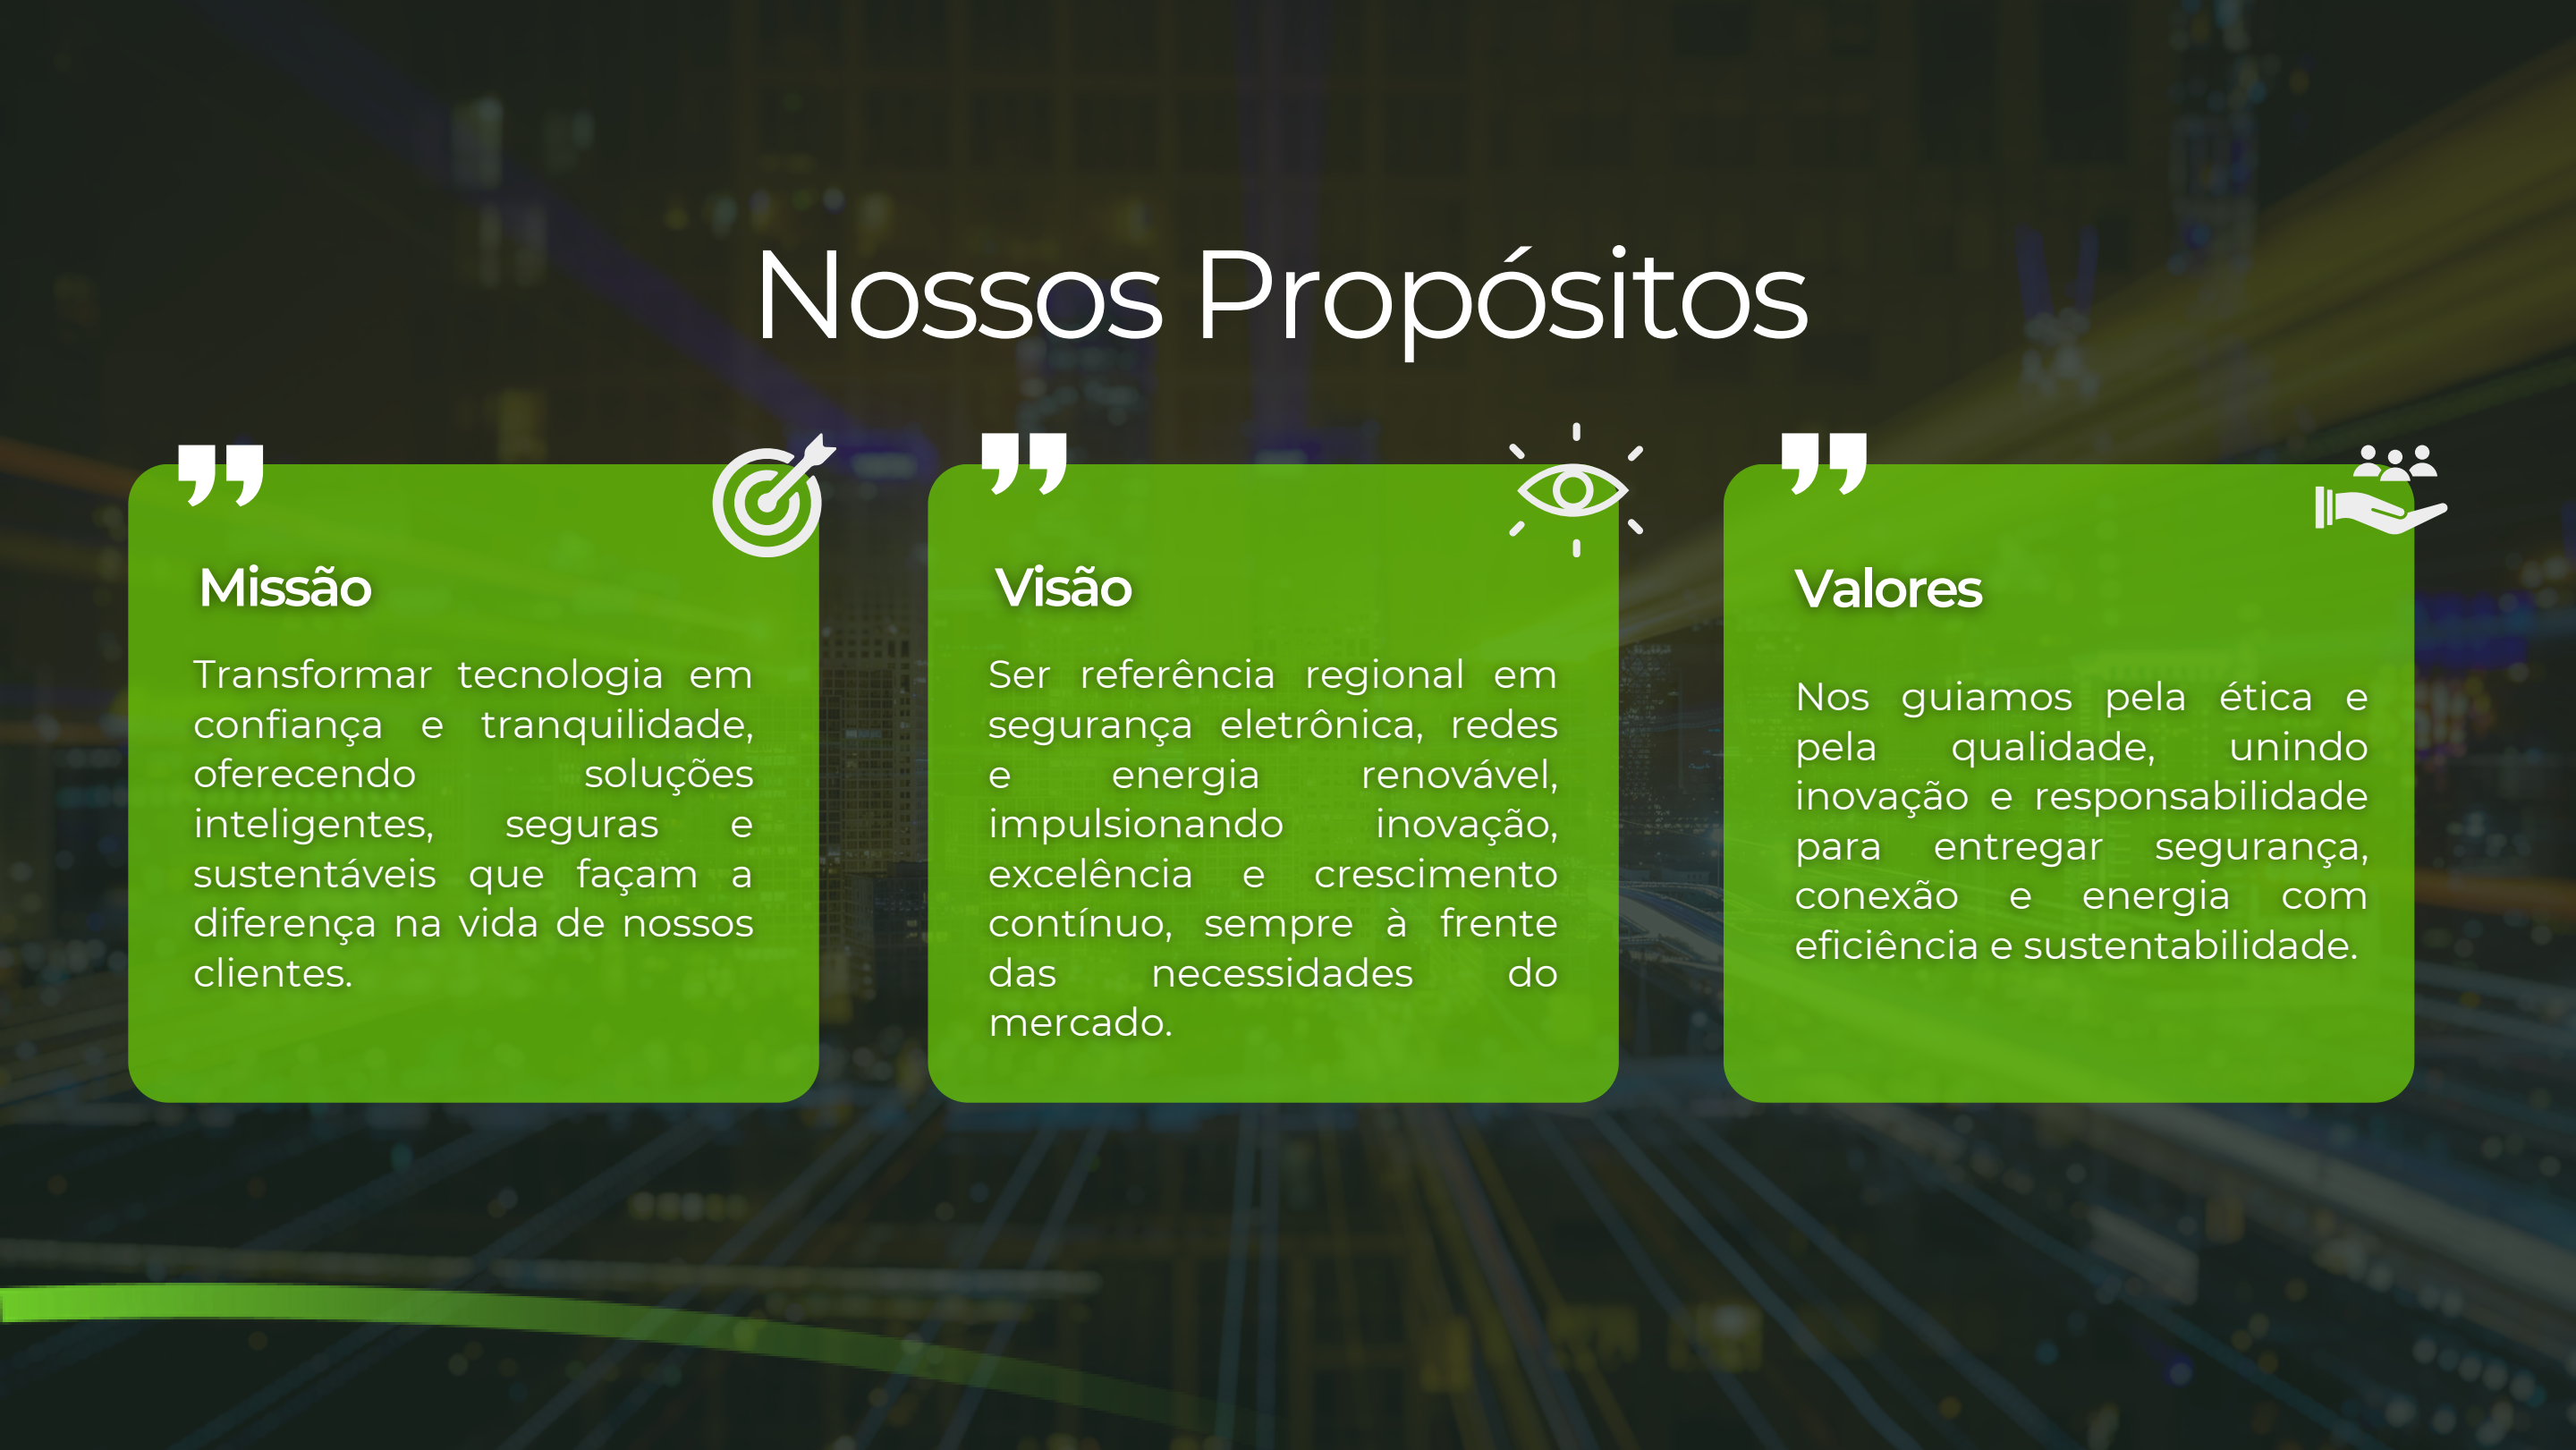 Nossos Propósitos
Missão
Transformar tecnologia em
confiança e tranquilidade,
oferecendo soluções
inteligentes, seguras e
sustentáveis que façam a
diferença na vida de nossos
clientes.
Visão
Ser referência regional em
segurança eletrônica, redes
e energia renovável,
impulsionando inovação,
excelência e crescimento
contínuo, sempre à frente
das necessidades do
mercado.
Valores
Nos guiamos pela ética e
pela qualidade, unindo
inovação e responsabilidade
para entregar segurança,
conexão e energia com
eficiência e sustentabilidade.